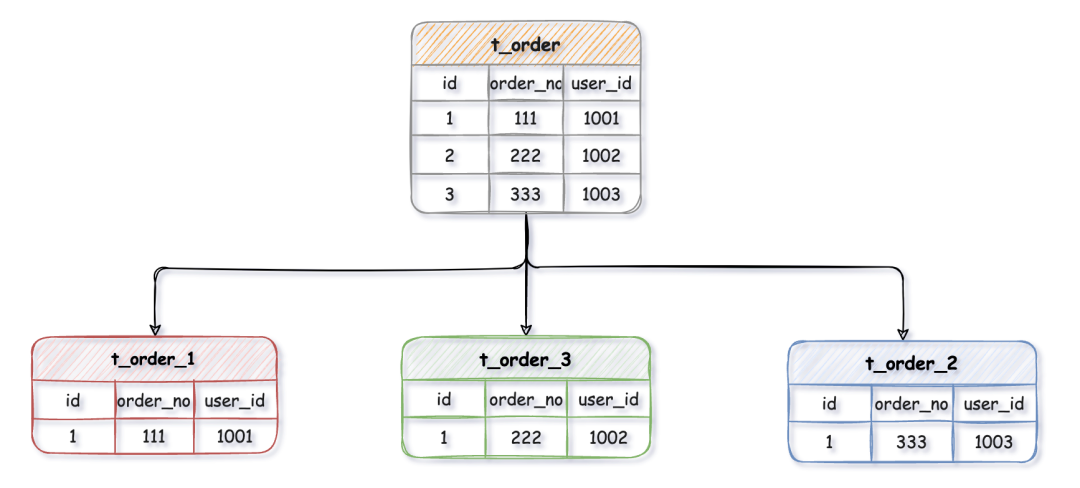 t_order
id order_no user_id
1 111 1001
2 222 1002
3 333 1003
t_order_1
id order_no user_id
1 111 1001
t_order_3
id order_no user_id
1 222 1002
t_order_2
id order_no user_id
1 333 1003